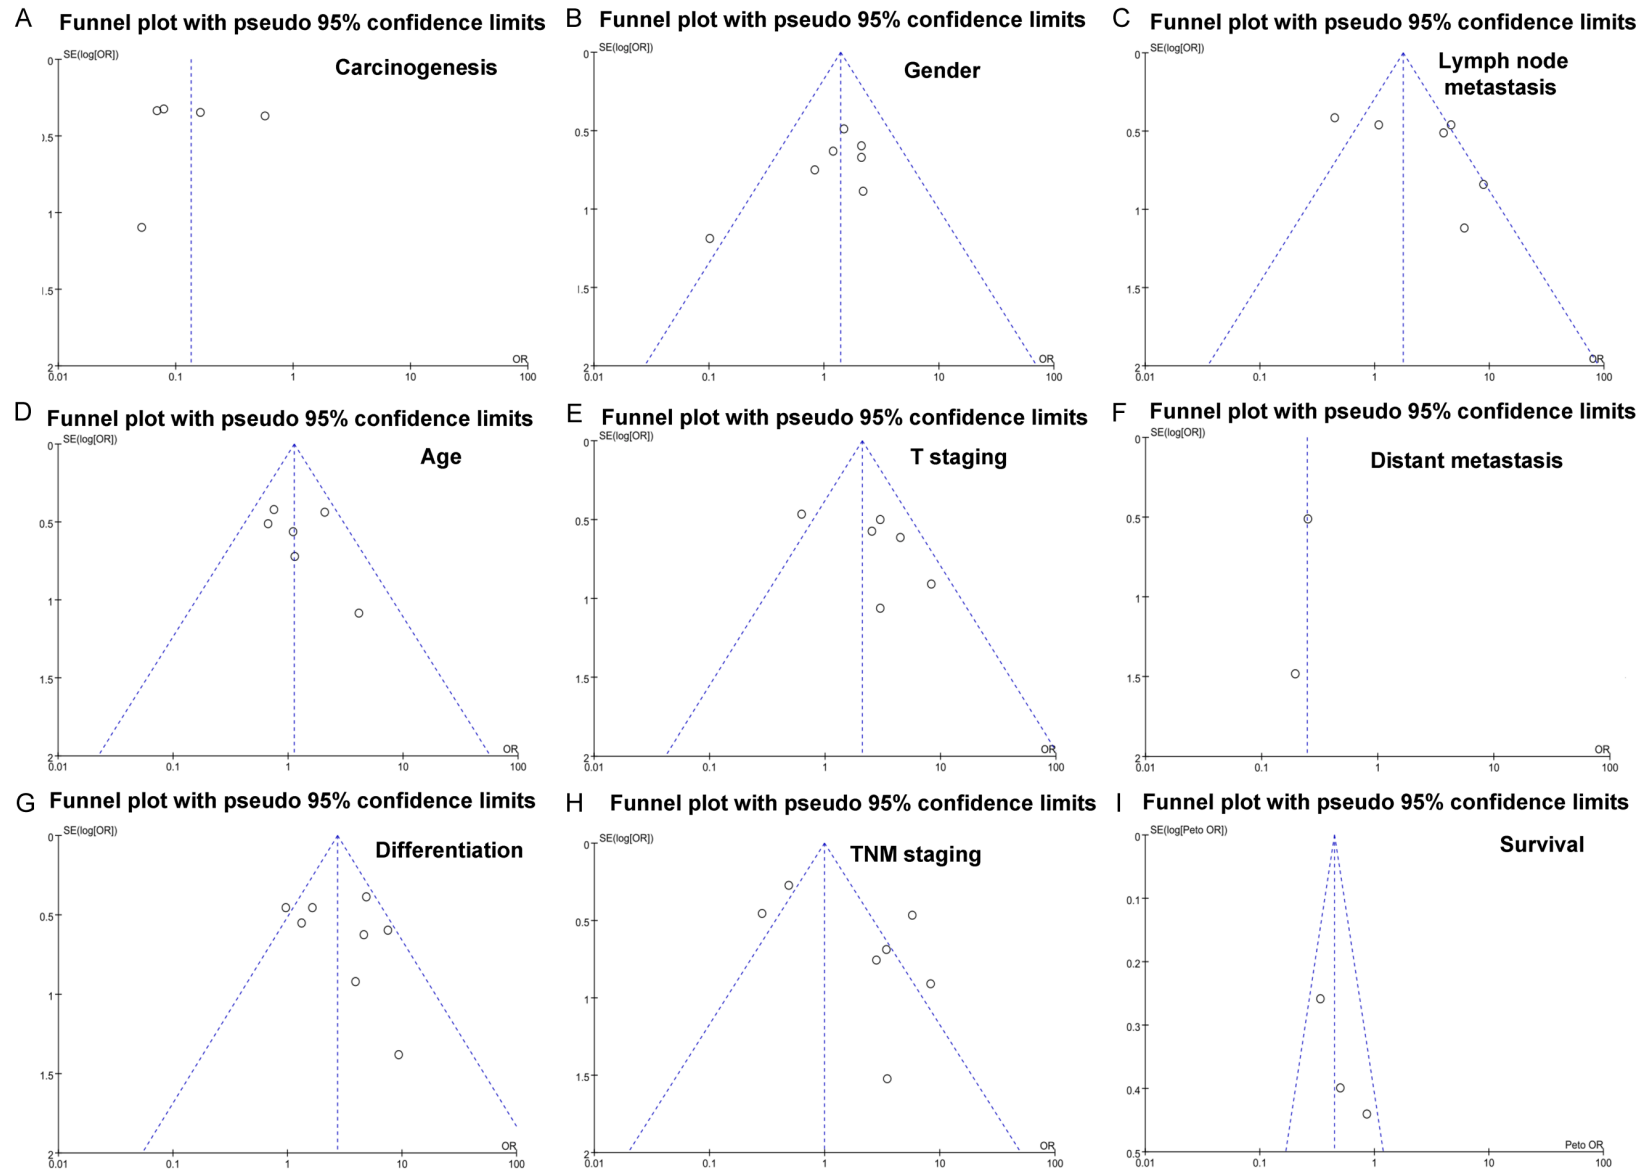 A Funnel plot with pseudo 95% confidence limits
SE(log[OR])
Carcinogenesis
0
).5
1
).5
2
OR
0.01 0.1 1 10 100
B Funnel plot with pseudo 95% confidence limits
SE(log[OR])
Gender
0
0.5
1
1.5
2
OR
0.01 0.1 1 10 100
C Funnel plot with pseudo 95% confidence limits
SE(log[OR])
Lymph node
metastasis
0
0.5
1
1.5
2
OR
0.01 0.1 1 10 100
D Funnel plot with pseudo 95% confidence limits
SE(log[OR])
Age
0
0.5
1
1.5
2
OR
0.01 0.1 1 10 100
E Funnel plot with pseudo 95% confidence limits
SE(log[OR])
T staging
0
0.5
1
1.5
2
OR
0.01 0.1 1 10 100
F Funnel plot with pseudo 95% confidence limits
SE(log[OR])
Distant metastasis
0
0.5
1
1.5
2
OR
0.01 0.1 1 10 100
G Funnel plot with pseudo 95% confidence limits
SE(log[OR])
Differentiation
0
0.5
1
1.5
2
OR
0.01 0.1 1 10 100
H Funnel plot with pseudo 95% confidence limits
SE(log[OR])
TNM staging
0
0.5
1
1.5
2
OR
0.01 0.1 1 10 100
I Funnel plot with pseudo 95% confidence limits
SE(log[Peto OR])
Survival
0
0.1
0.2
0.3
0.4
0.5
Peto OR
0.01 0.1 1 10 100